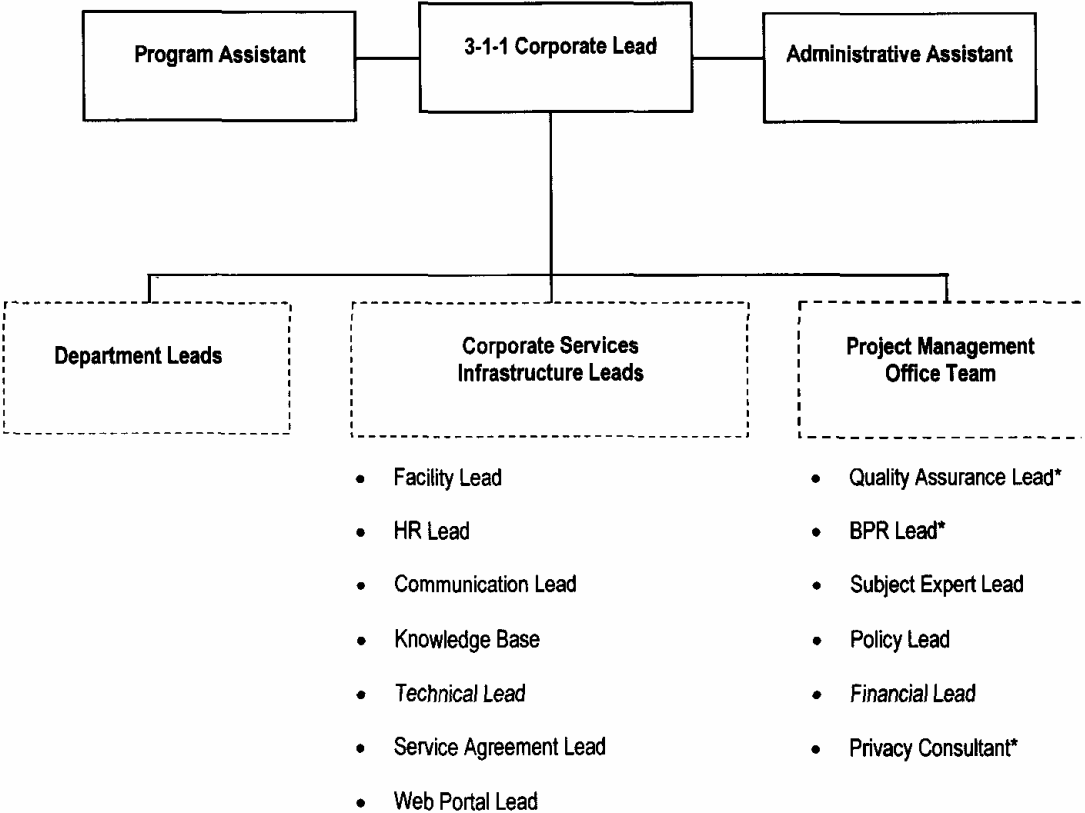 Program Assistant
3-1-1 Corporate Lead
Administrative Assistant
Department Leads
Corporate Services
Infrastructure Leads
Project Management
Office Team
• Facility Lead
• HR Lead
• Communication Lead
• Knowledge Base
• Technical Lead
• Service Agreement Lead
• Web Portal Lead
• Quality Assurance Lead*
• BPR Lead*
• Subject Expert Lead
• Policy Lead
• Financial Lead
• Privacy Consultant*